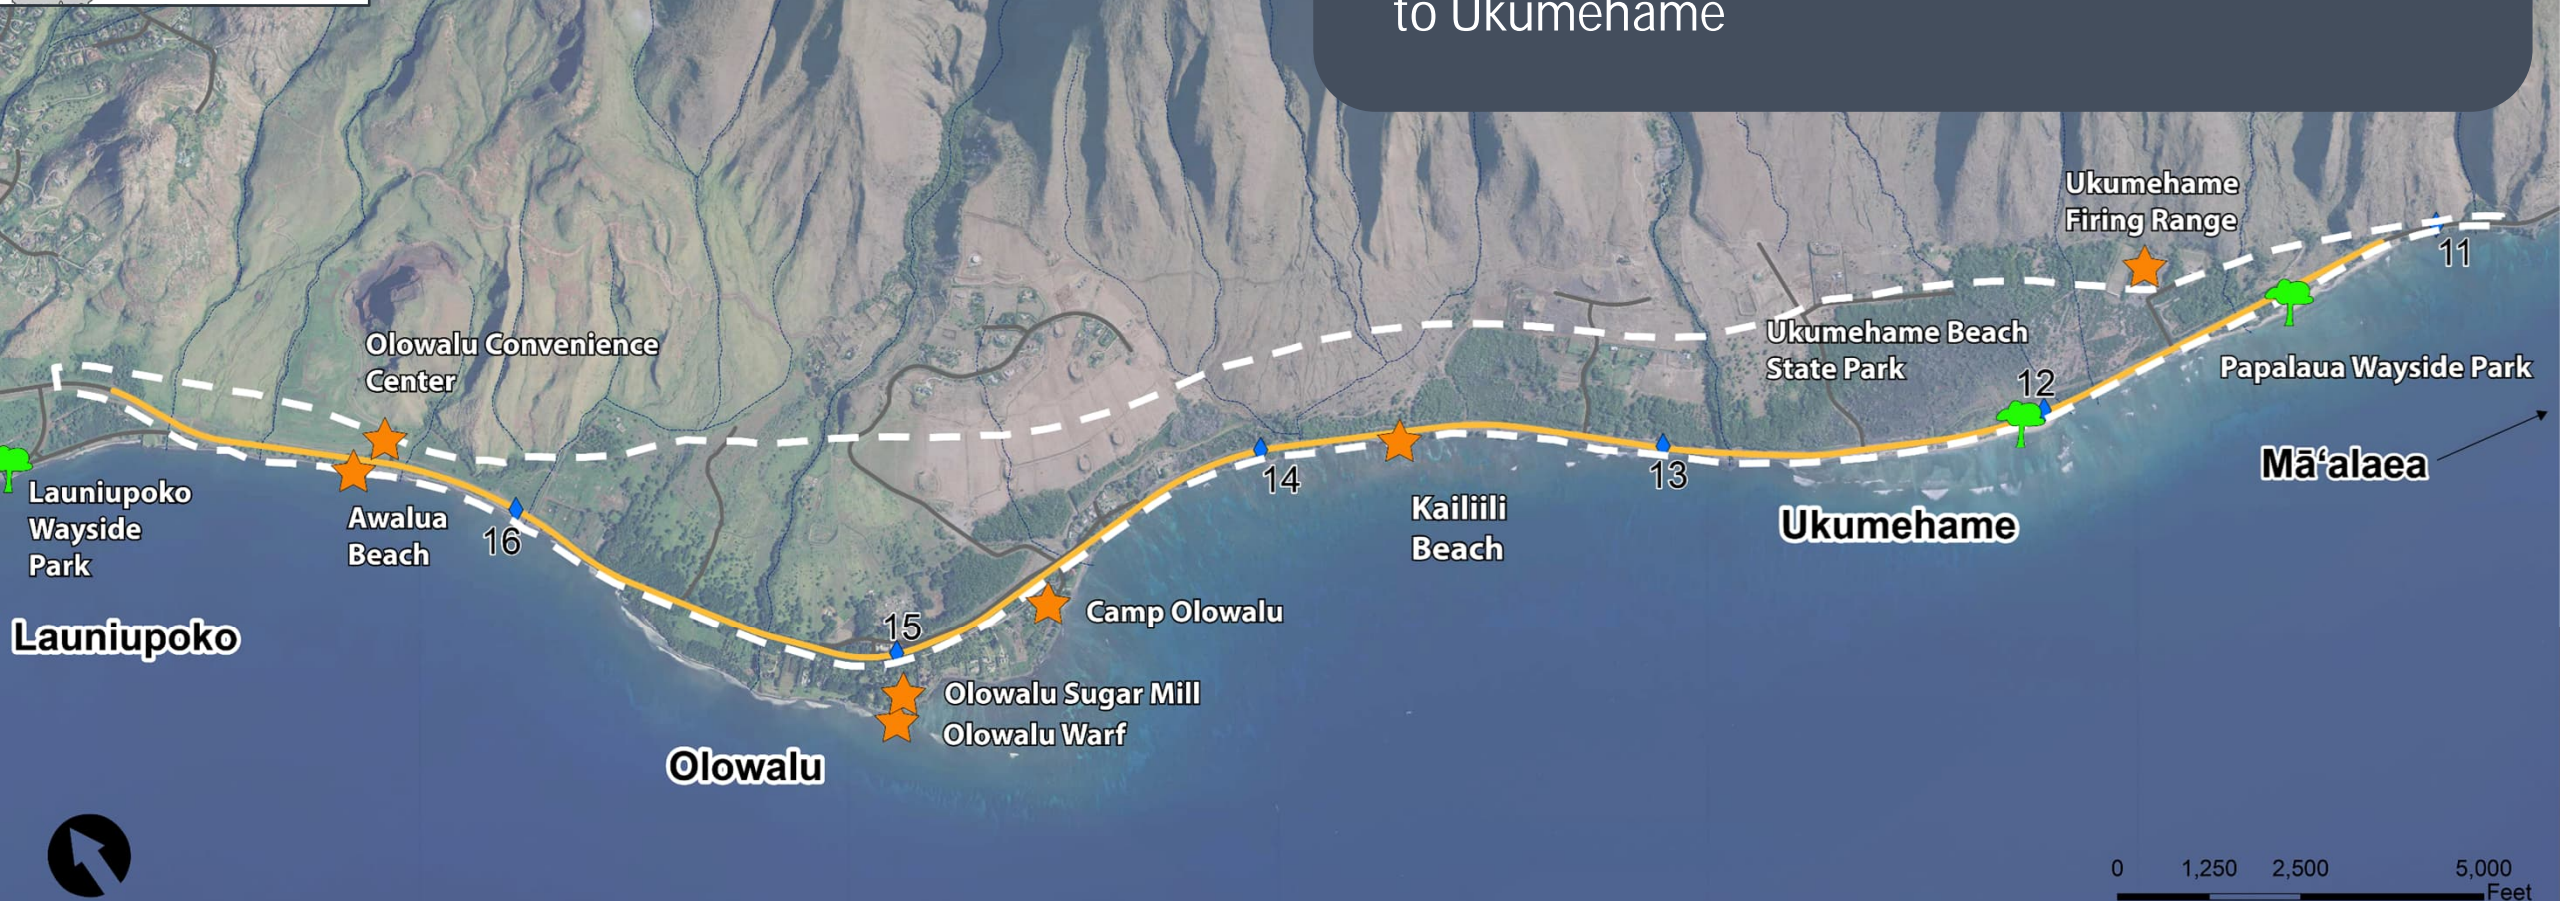 to Ukumehame
Ukumehame
Firing Range
11
Olowalu Convenience
Center
Ukumehame Beach
State Park
12
Papalaua Wayside Park
Māʻalaea
Launiupoko
Wayside
Park
Awalua
Beach
16
14
13
Kailiili
Beach
Ukumehame
Launiupoko
15
Camp Olowalu
Olowalu Sugar Mill
Olowalu Warf
Olowalu
0 1,250 2,500 5,000
Feet